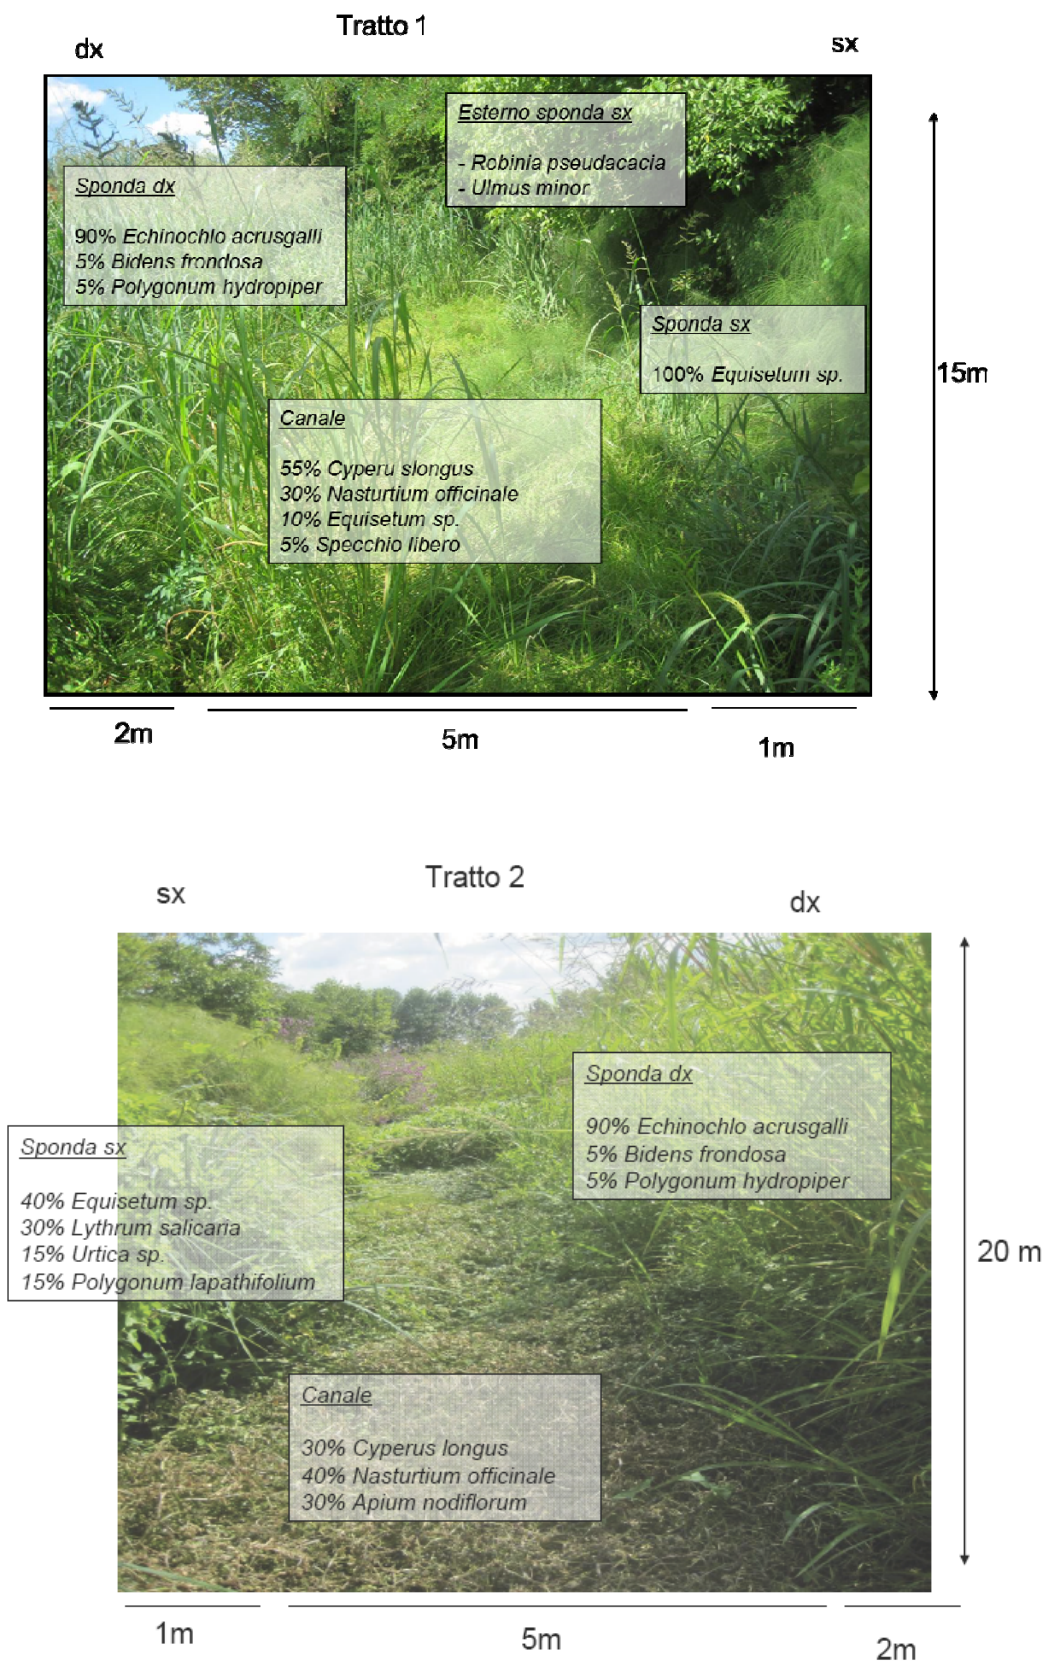 Tratto 1
dx
sx
Esterno sponda sx
- Robinia pseudacacia
- Ulmus minor
Sponda dx
90% Echinochlo acrusgalli
5% Bidens frondosa
5% Polygonum hydropiper
Sponda sx
100% Equisetum sp.
15m
Canale
55% Cyperu slongus
30% Nasturtium officinale
10% Equisetum sp.
5% Specchio libero
2m
5m
1m
Tratto 2
sx
dx
Sponda dx
90% Echinochlo acrusgalli
5% Bidens frondosa
5% Polygonum hydropiper
Sponda sx
40% Equisetum sp.
30% Lythrum salicaria
15% Urtica sp.
15% Polygonum lapathifolium
20 m
Canale
30% Cyperus longus
40% Nasturtium officinale
30% Apium nodiflorum
1m
5m
2m